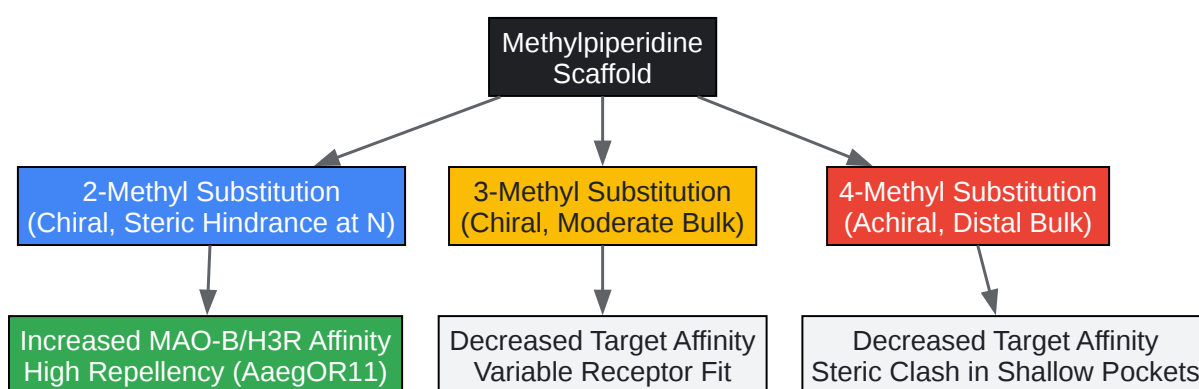 Methylpiperidine
Scaffold
2-Methyl Substitution
(Chiral, Steric Hindrance at N)
3-Methyl Substitution
(Chiral, Moderate Bulk)
4-Methyl Substitution
(Achiral, Distal Bulk)
Increased MAO-B/H3R Affinity
High Repellency (AaegOR11)
Decreased Target Affinity
Variable Receptor Fit
Decreased Target Affinity
Steric Clash in Shallow Pockets